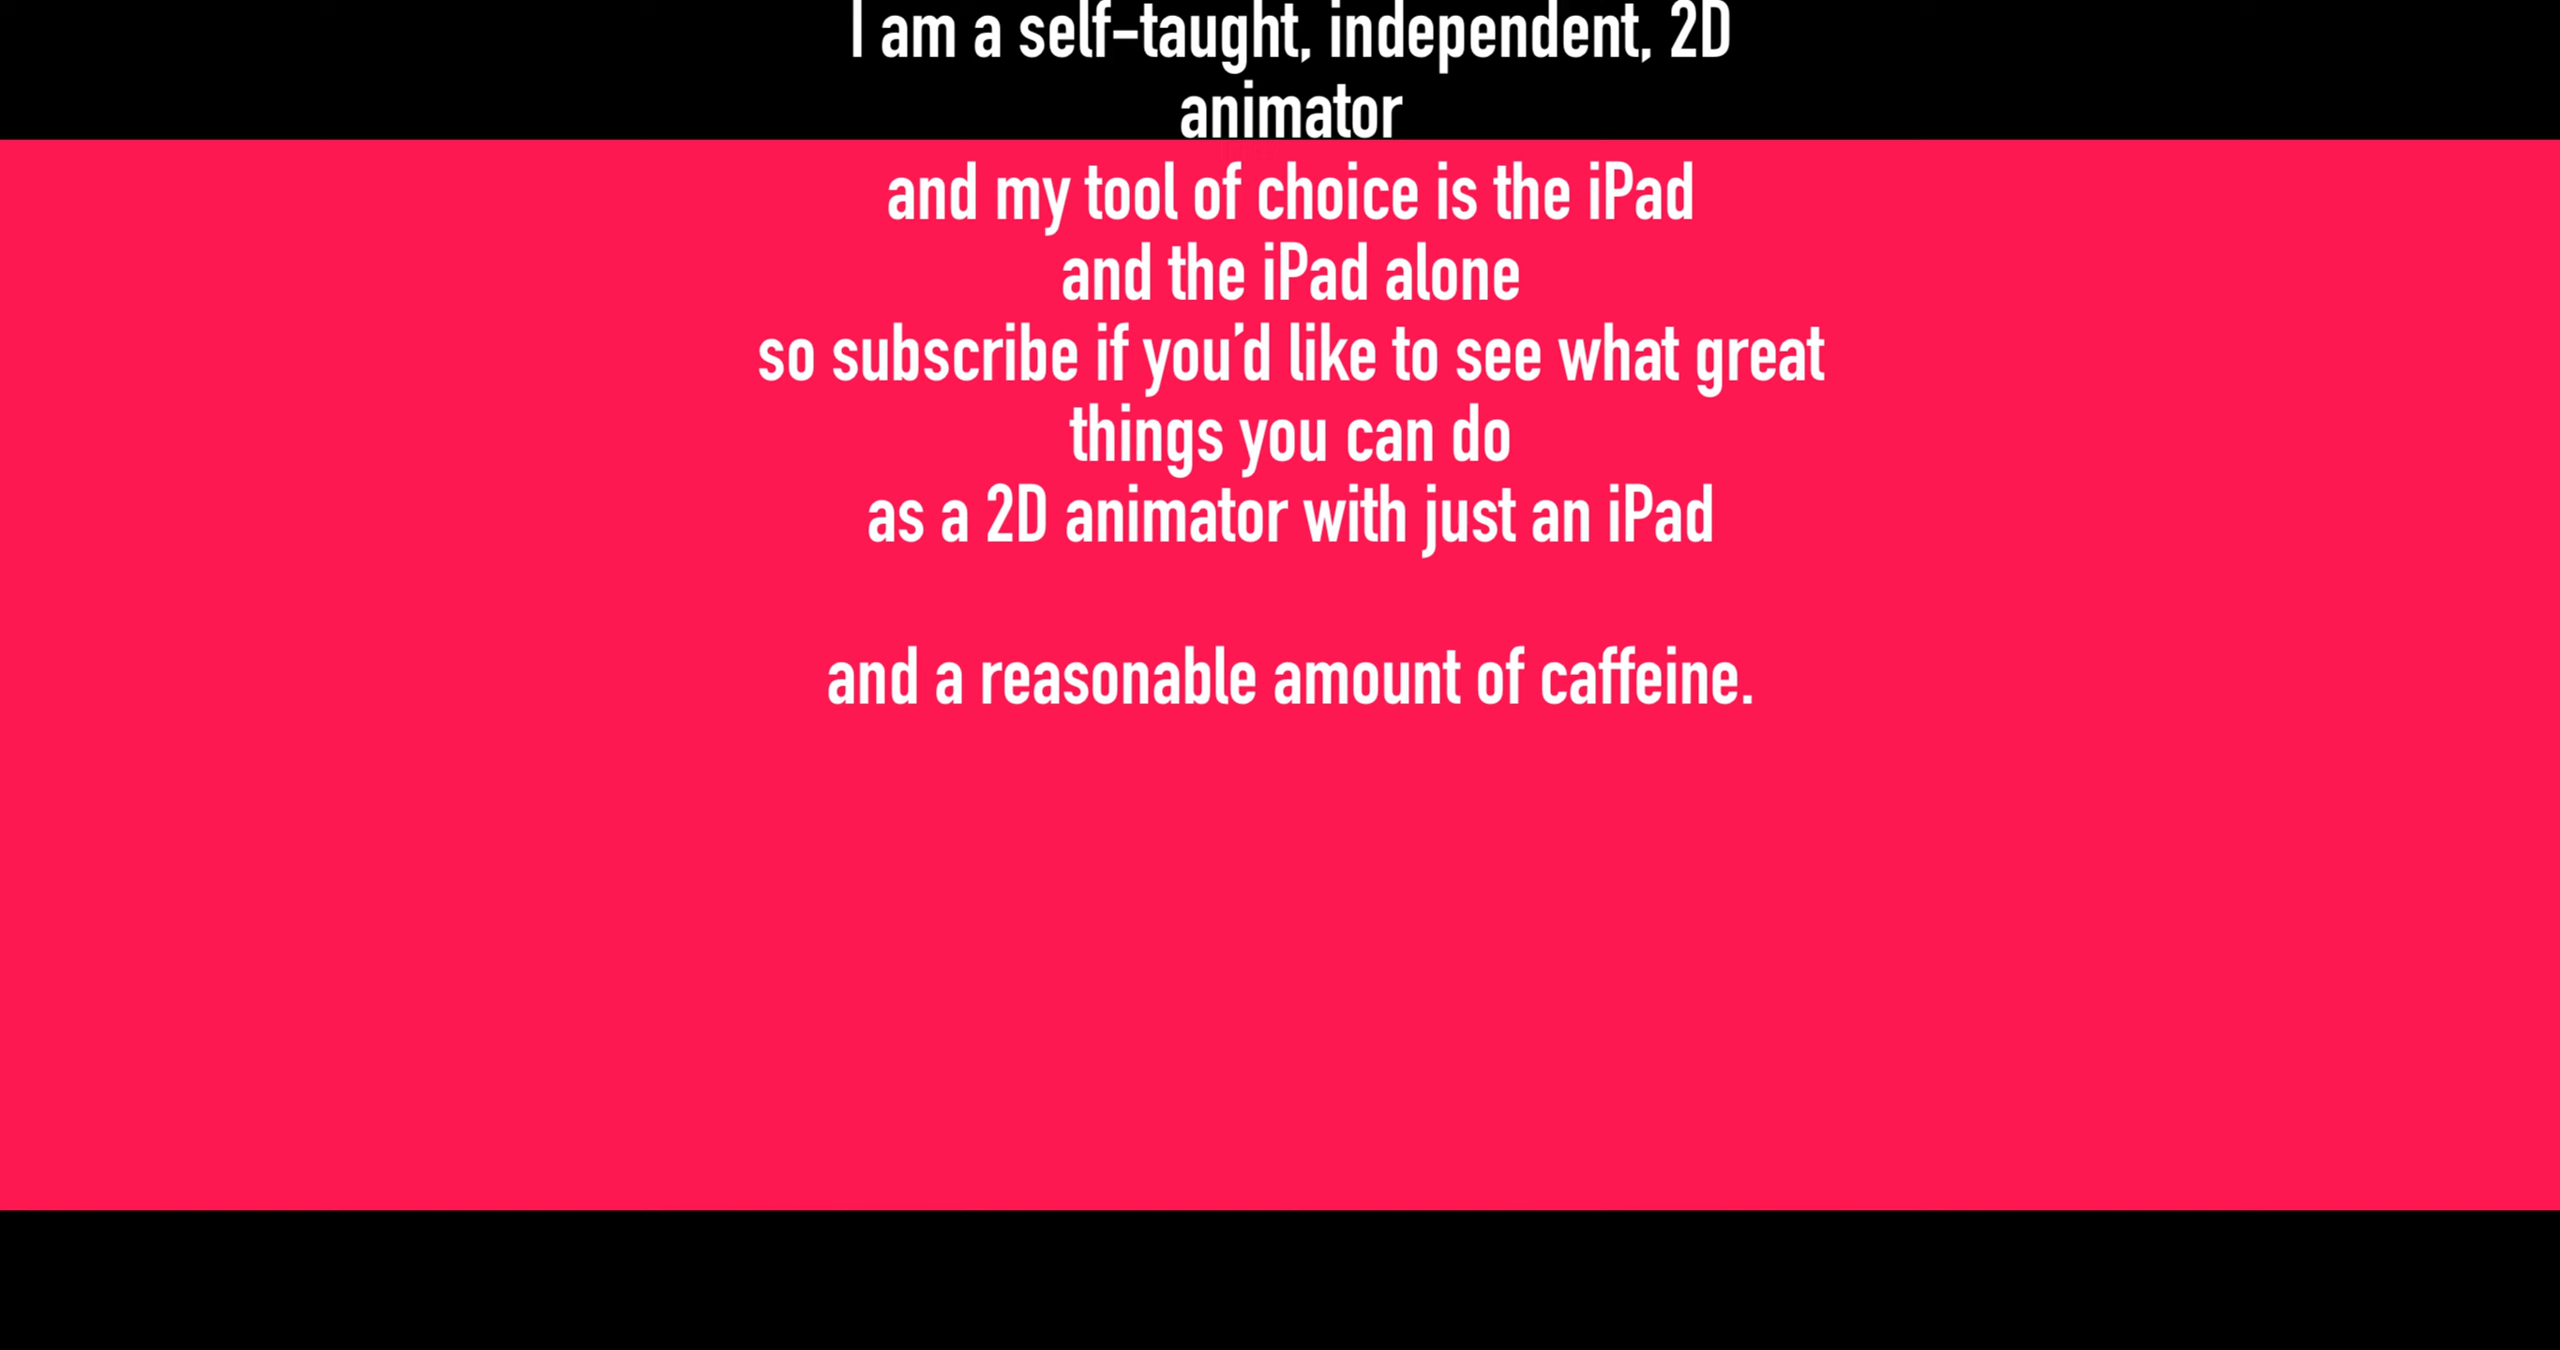 I am a self-taught, independent, 2D
animator
and my tool of choice is the iPad
and the iPad alone
so subscribe if you'd like to see what great
things you can do
as a 2D animator with just an iPad
and a reasonable amount of caffeine.